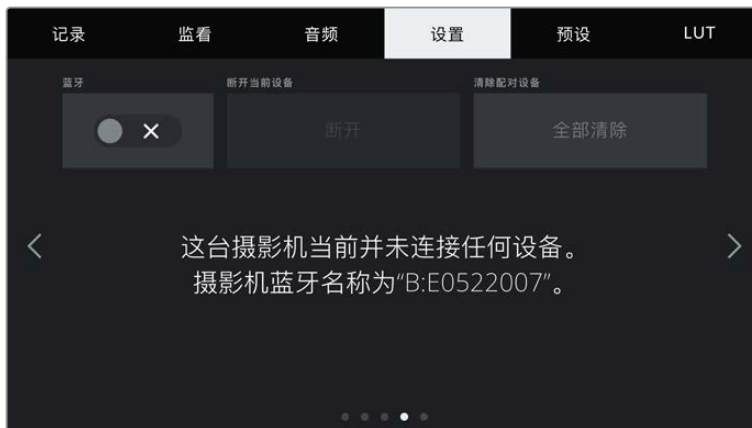 记录 监看 音频 设置 预设 LUT
蓝牙 断开当前设备 清除配对设备
断开 全部清除
这台摄影机当前并未连接任何设备。
摄影机蓝牙名称为“B:E0522007”。